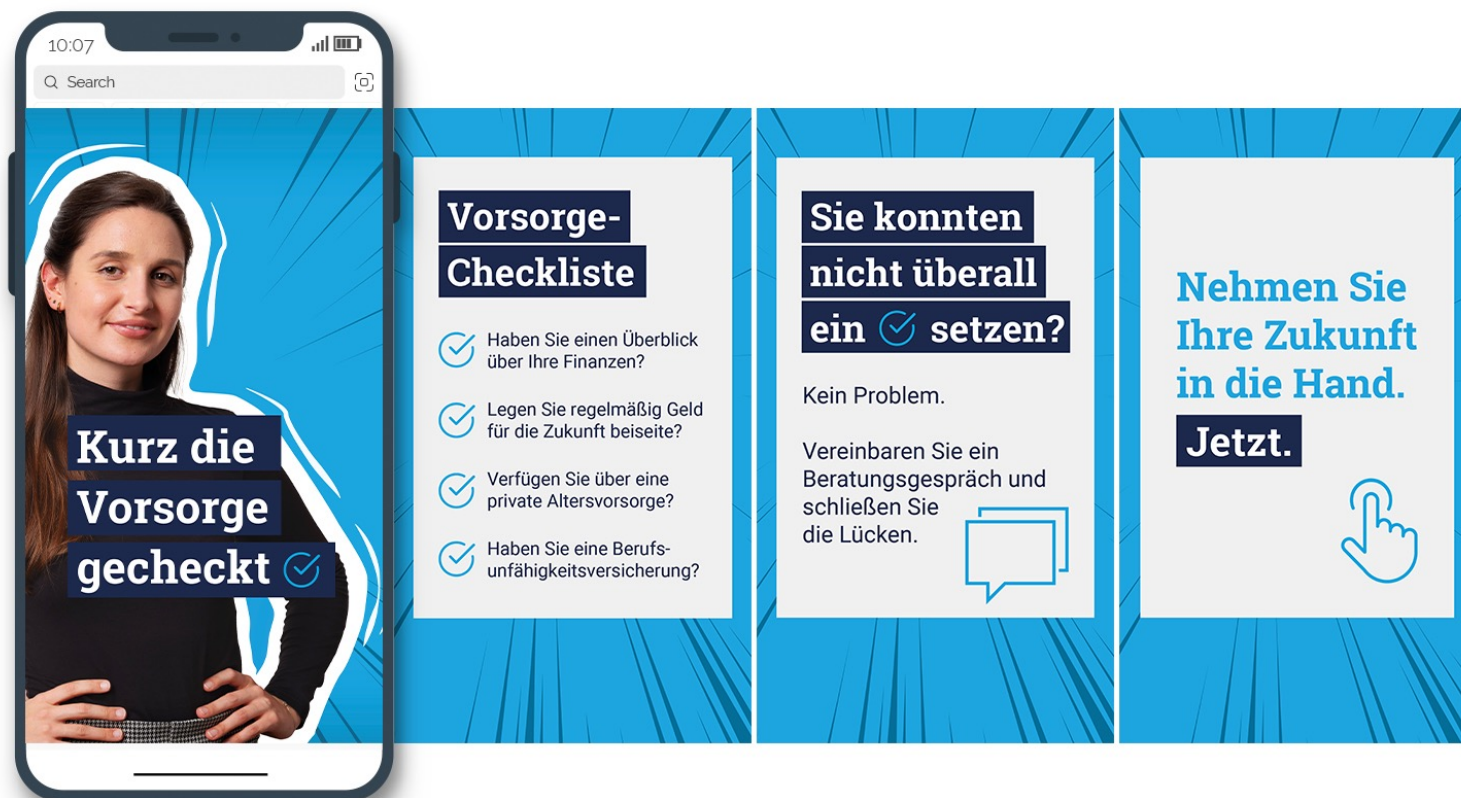 10:07
Search
Kurz die
Vorsorge
gecheckt
Vorsorge-
Checkliste
Haben Sie einen Überblick
über Ihre Finanzen?
Legen Sie regelmäßig Geld
für die Zukunft beiseite?
Verfügen Sie über eine
private Altersvorsorge?
Haben Sie eine Berufs-
unfähigkeitsversicherung?
Sie konnten
nicht überall
ein setzen?
Kein Problem.
Vereinbaren Sie ein
Beratungsgespräch und
schließen Sie
die Lücken.
Nehmen Sie
Ihre Zukunft
in die Hand.
Jetzt.